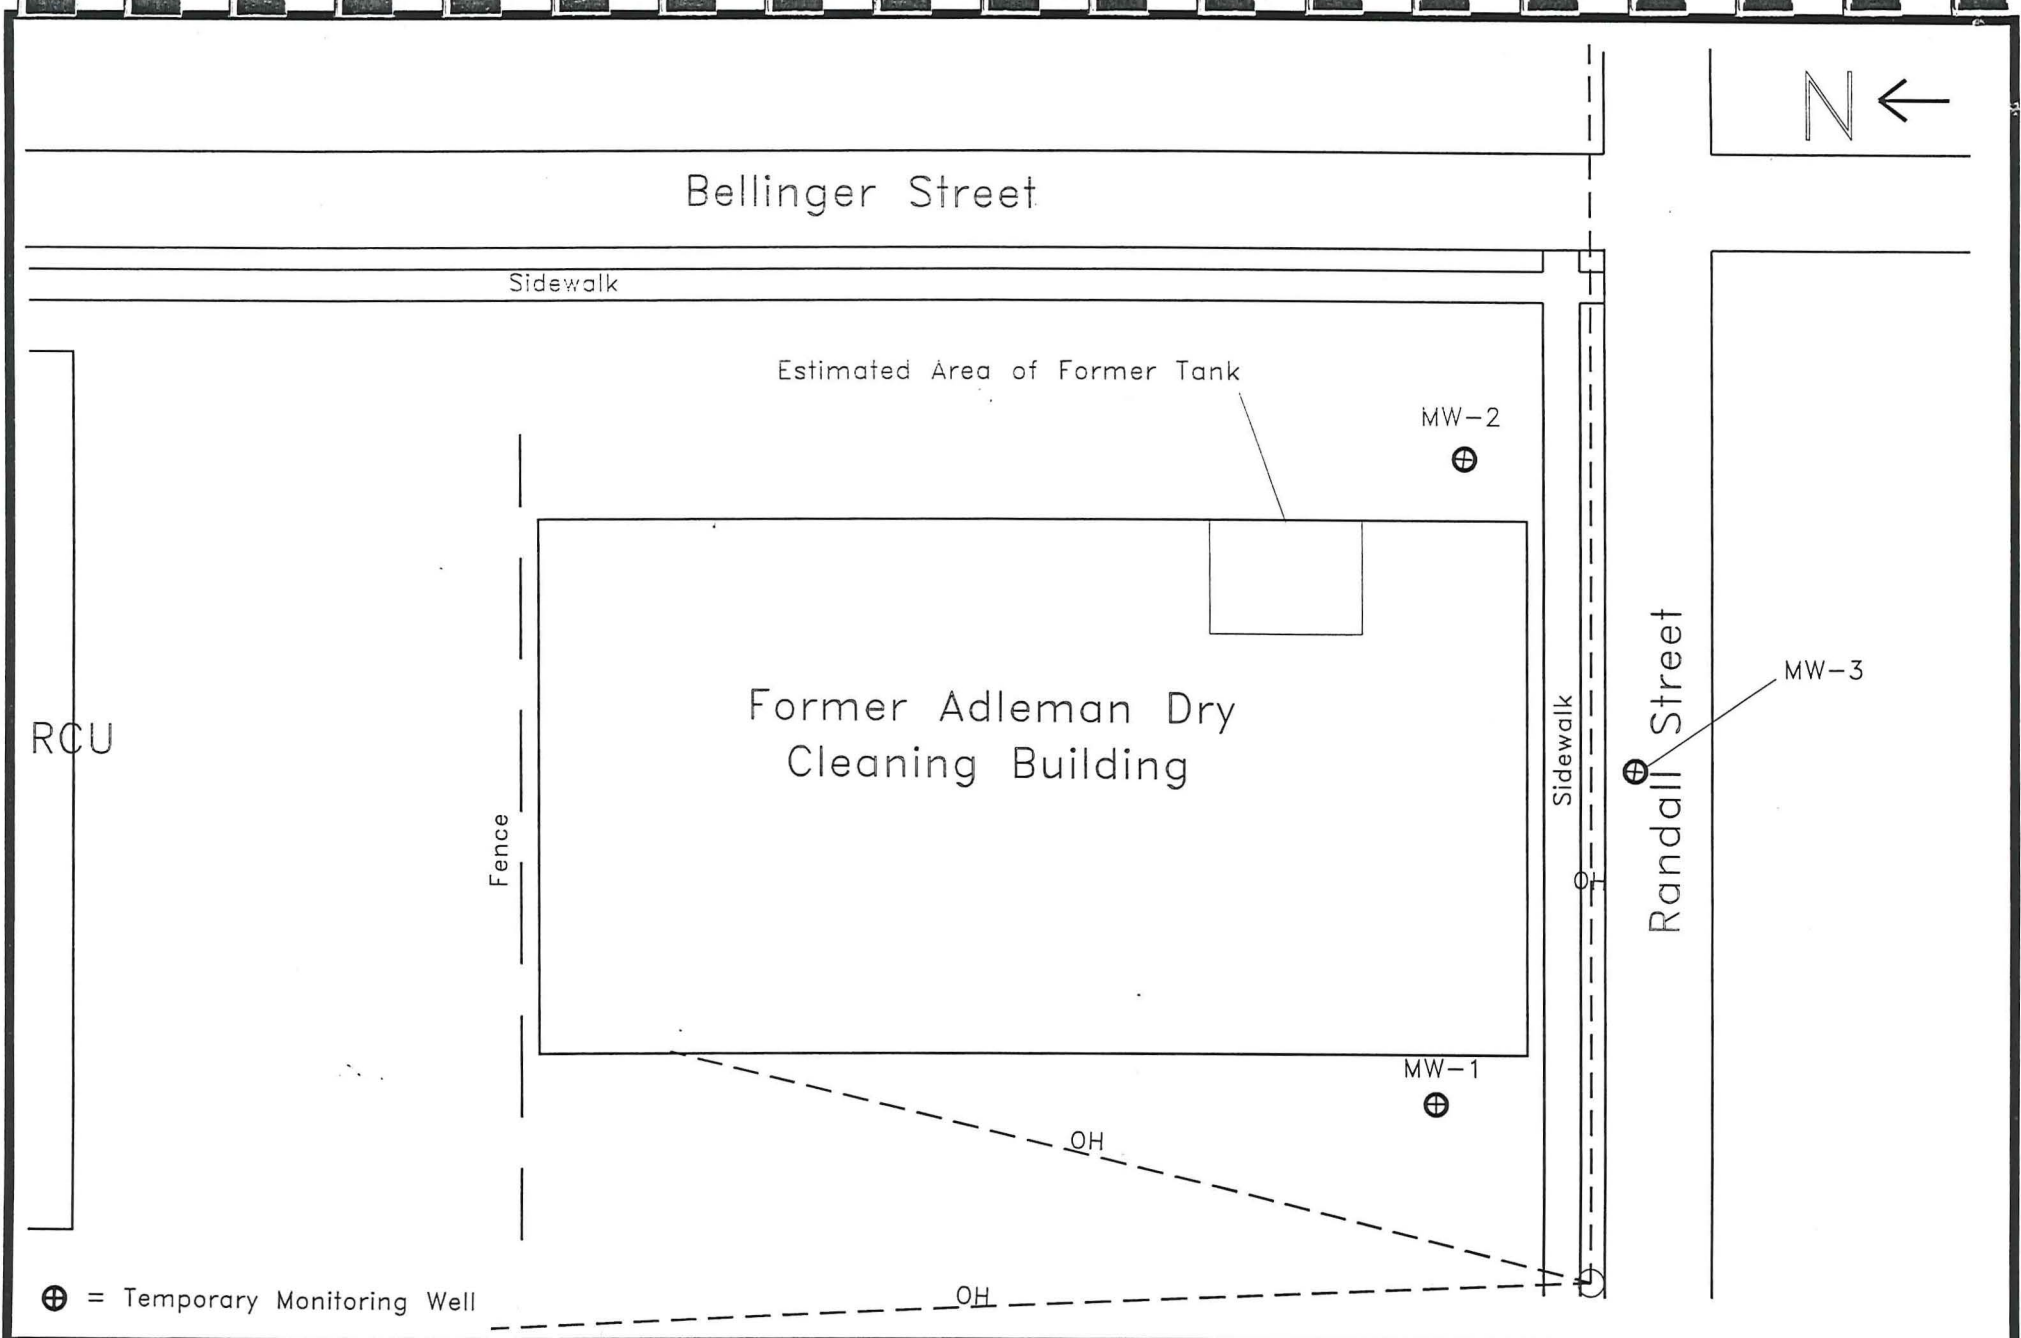 N
Bellinger Street
Sidewalk
Estimated Area of Former Tank
MW-2
MW-3
Former Adleman Dry
Cleaning Building
RCU
Sidewalk
Randall Street
Fence
OH
MW-1
OH
OH
⊕ = Temporary Monitoring Well